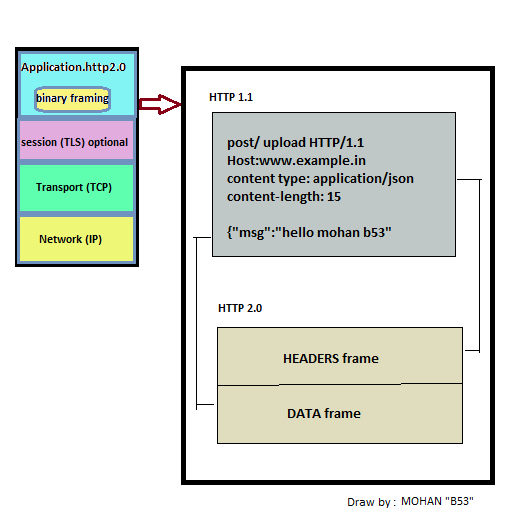 Application.http2.0
binary framing
session (TLS) optional
Transport (TCP)
Network (IP)
HTTP 1.1
post/ upload HTTP/1.1
Host:www.example.in
content type: application/json
content-length: 15
{"msg":"hello mohan b53"
HTTP 2.0
HEADERS frame
DATA frame
Draw by : MOHAN "B53"